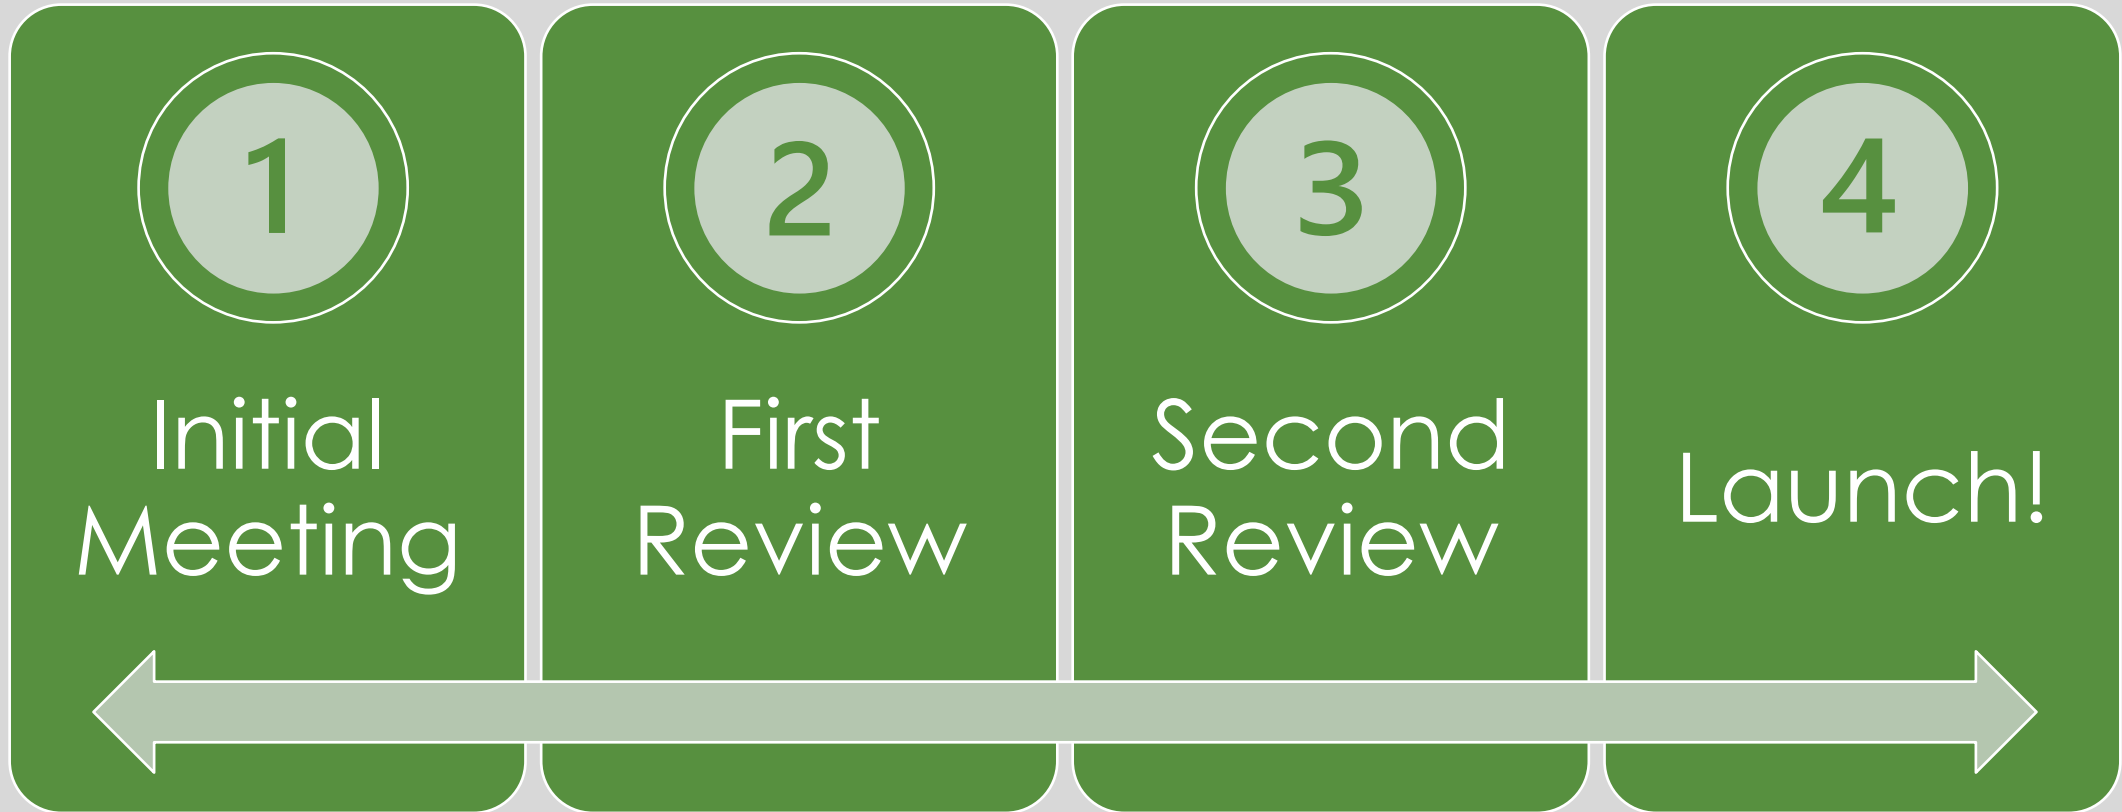 1
Initial
Meeting
2
First
Review
3
Second
Review
4
Launch!